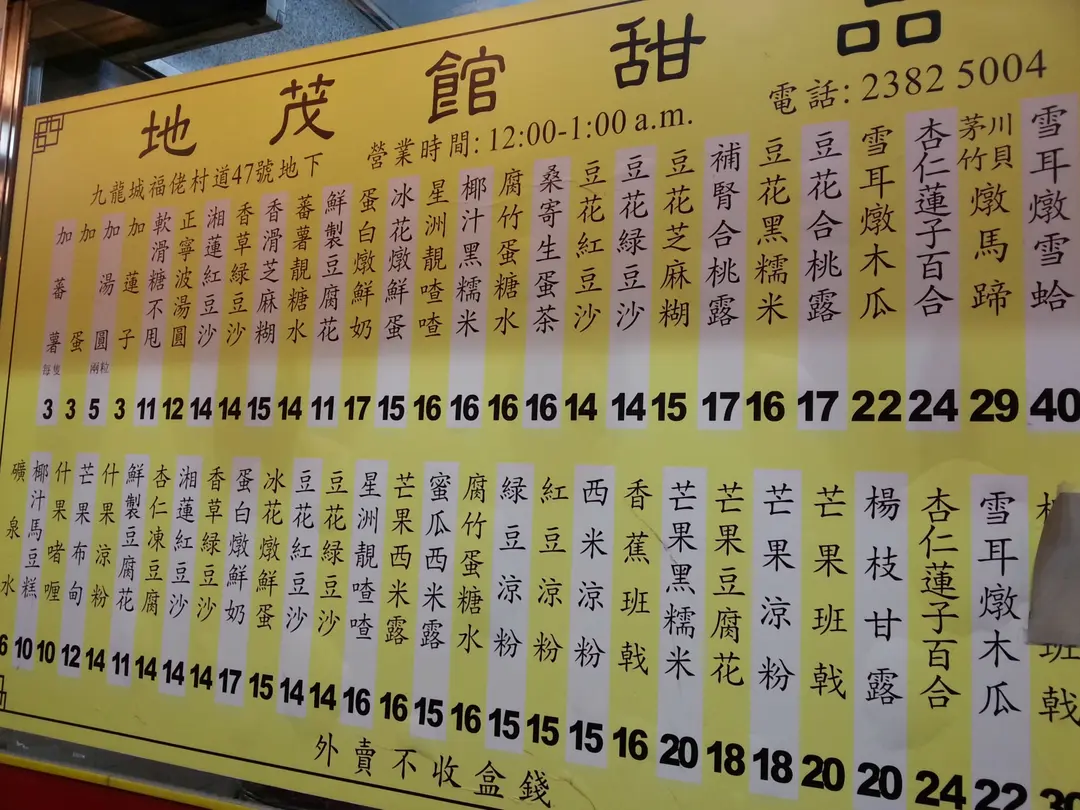 地茂館甜品
九龍城福佬村道47號地下 營業時間: 12:00-1:00 a.m. 電話: 2382 5004
雪耳燉雪蛤 40
川貝茅竹燉馬蹄 29
杏仁蓮子百合 24
雪耳燉木瓜 22
豆花合桃露 17
豆花黑糯米 16
補腎合桃露 17
豆花芝麻糊 15
豆花綠豆沙 14
豆花紅豆沙 14
桑寄生蛋茶 16
腐竹蛋糖水 16
椰汁黑糯米 16
星洲靚喳喳 16
冰花燉鮮蛋 15
蛋白燉鮮奶 17
鮮製豆腐花 11
蕃薯靚糖水 14
香滑芝麻糊 15
香草綠豆沙 14
湘蓮紅豆沙 14
正寧波湯圓 12
軟滑糖不甩 11
加蓮子 3
加湯圓 兩粒 5
加蛋 3
加蕃薯 每隻 3
班戟
雪耳燉木瓜 22
杏仁蓮子百合 24
楊枝甘露 20
芒果班戟 20
芒果涼粉 18
芒果豆腐花 18
芒果黑糯米 20
香蕉班戟 16
西米涼粉 15
紅豆涼粉 15
綠豆涼粉 15
腐竹蛋糖水 16
蜜瓜西米露 15
芒果西米露 16
星洲靚喳喳 16
豆花綠豆沙 14
豆花紅豆沙 14
冰花燉鮮蛋 15
蛋白燉鮮奶 17
香草綠豆沙 14
湘蓮紅豆沙 14
杏仁凍豆腐 14
鮮製豆腐花 11
什果涼粉 14
芒果布甸 12
什果啫喱 10
椰汁馬豆糕 10
礦泉水 6
外賣不收盒錢